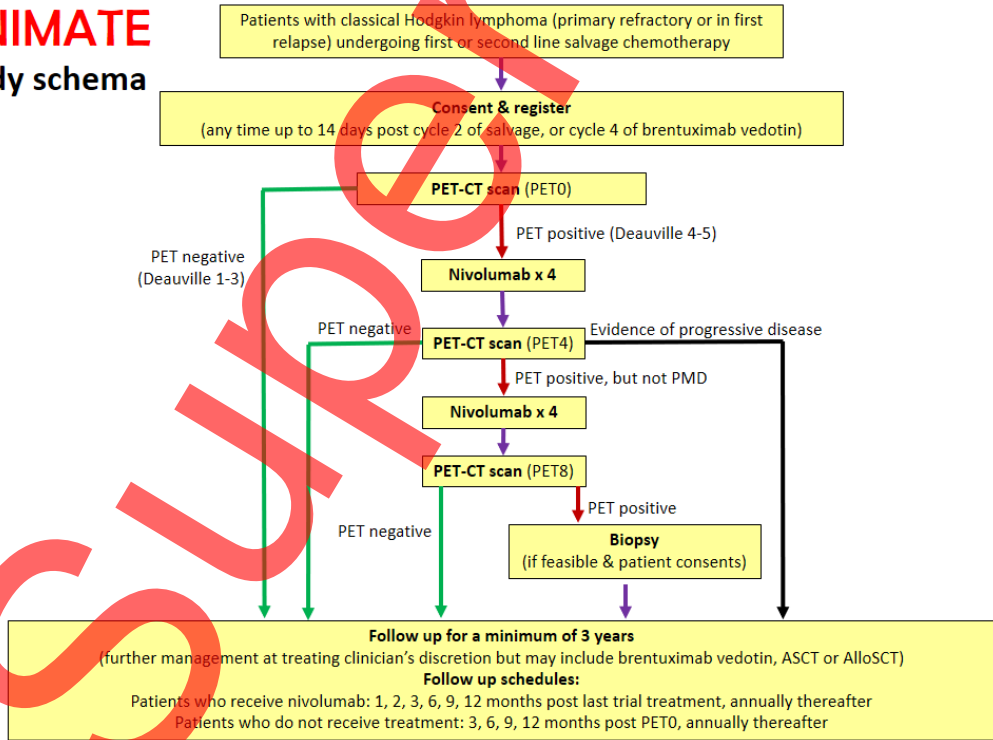 NIMATE
dy schema
Patients with classical Hodgkin lymphoma (primary refractory or in first
relapse) undergoing first or second line salvage chemotherapy
Consent & register
(any time up to 14 days post cycle 2 of salvage, or cycle 4 of brentuximab vedotin)
PET-CT scan (PET0)
PET positive (Deauville 4-5)
PET negative
(Deauville 1-3)
Nivolumab x 4
PET negative
PET-CT scan (PET4)
Evidence of progressive disease
PET positive, but not PMD
Nivolumab x 4
PET-CT scan (PET8)
PET negative
PET positive
Biopsy
(if feasible & patient consents)
Follow up for a minimum of 3 years
(further management at treating clinician's discretion but may include brentuximab vedotin, ASCT or AlloSCT)
Follow up schedules:
Patients who receive nivolumab: 1, 2, 3, 6, 9, 12 months post last trial treatment, annually thereafter
Patients who do not receive treatment: 3, 6, 9, 12 months post PET0, annually thereafter
Super